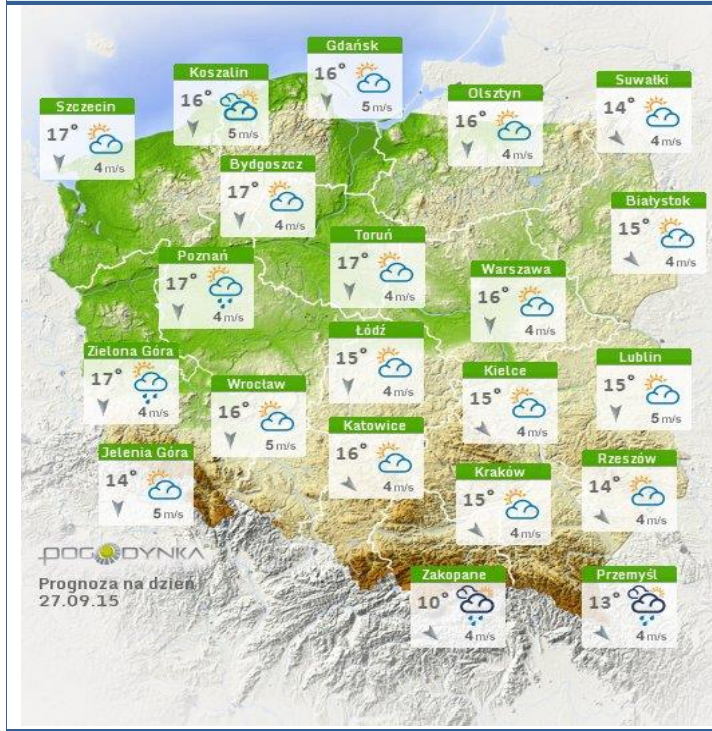 Gdańsk
16°
5 m/s
Koszalin
16°
5 m/s
Suwałki
14°
4 m/s
Olsztyn
16°
4 m/s
Szczecin
17°
4 m/s
Bydgoszcz
17°
4 m/s
Białystok
15°
4 m/s
Toruń
17°
4 m/s
Poznań
17°
4 m/s
Warszawa
16°
4 m/s
Łódź
15°
4 m/s
Zielona Góra
17°
4 m/s
Lublin
15°
5 m/s
Kielce
15°
4 m/s
Wrocław
16°
5 m/s
Katowice
16°
4 m/s
Jelenia Góra
14°
5 m/s
Rzeszów
14°
4 m/s
Kraków
15°
4 m/s
POGODYNKA
Prognoza na dzień
27.09.15
Zakopane
10°
4 m/s
Przemyśl
13°
4 m/s